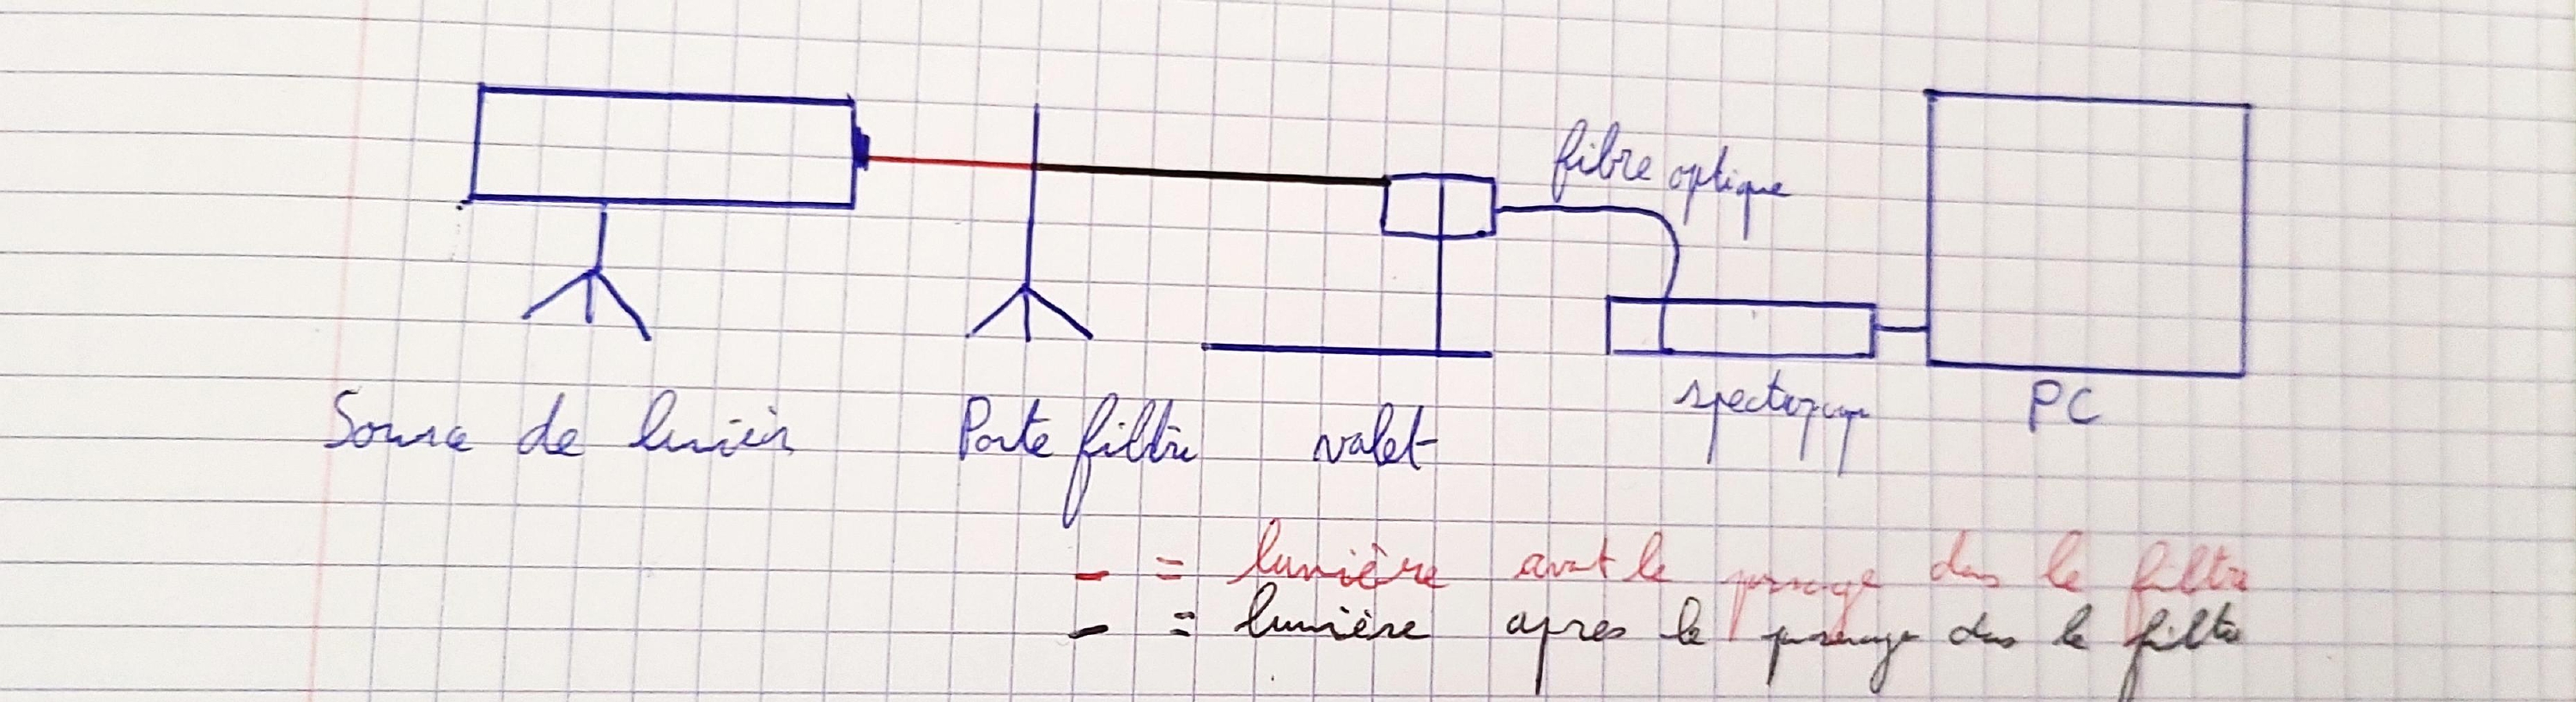 fibre optique
Source de lumière
Porte filtre
valet
PC
- = lumière avant le passage dans le filtre
- = lumière après le passage dans le filtre